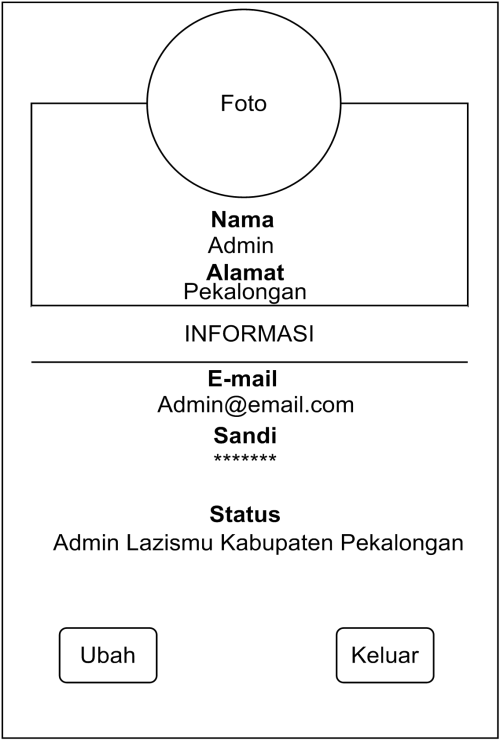 Foto
Nama
Admin
Alamat
Pekalongan
INFORMASI
E-mail
Admin@email.com
Sandi
*******
Status
Admin Lazismu Kabupaten Pekalongan
Ubah
Keluar